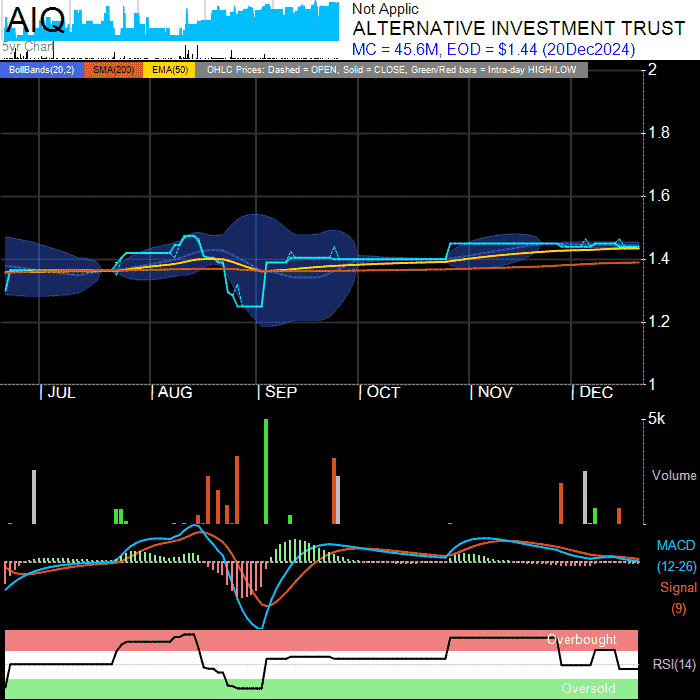 AIQ
5yr Chart
Not Applic
ALTERNATIVE INVESTMENT TRUST
MC = 45.6M, EOD = $1.44 (20Dec2024)
BollBands(20,2) SMA(200) EMA(50) OHLC Prices: Dashed = OPEN, Solid = CLOSE, Green/Red bars = Intra-day HIGH/LOW
2
1.8
1.6
1.4
1.2
1
| JUL | AUG | SEP | OCT | NOV | DEC
5k
Volume
MACD
(12-26)
Signal
(9)
Overbought
RSI(14)
Oversold